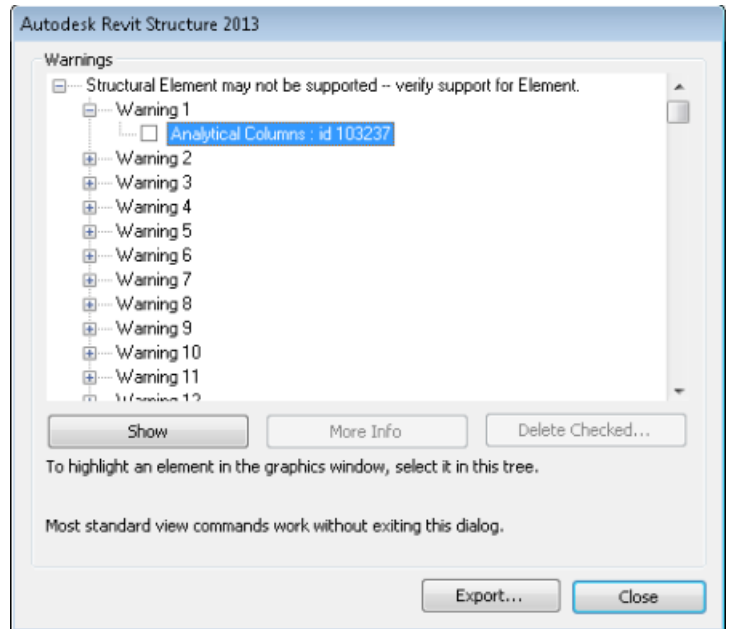 Autodesk Revit Structure 2013
Warnings
Structural Element may not be supported -- verify support for Element.
Warning 1
Analytical Columns : id 103237
Warning 2
Warning 3
Warning 4
Warning 5
Warning 6
Warning 7
Warning 8
Warning 9
Warning 10
Warning 11
Warning 12
Show More Info Delete Checked...
To highlight an element in the graphics window, select it in this tree.
Most standard view commands work without exiting this dialog.
Export... Close